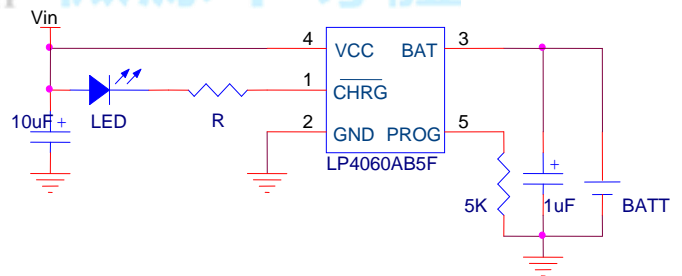 Vin
4 VCC BAT 3
1 CHRG
10uF + LED R
2 GND PROG 5
LP4060AB5F
+
5K 1uF BATT